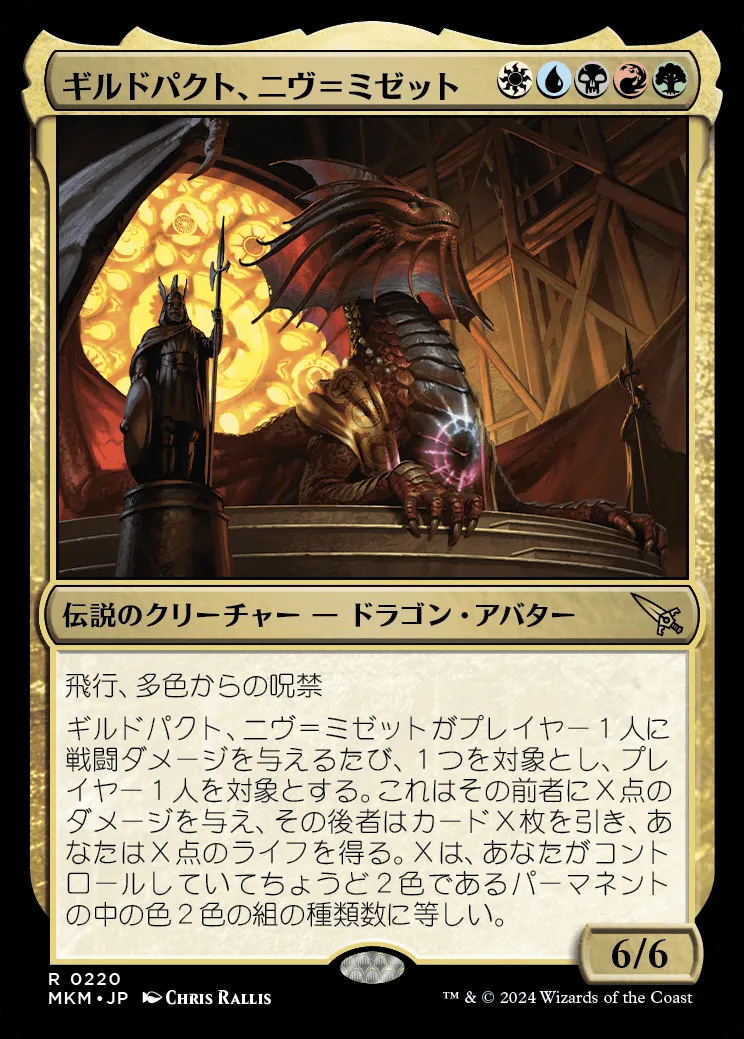 ギルドパクト、ニヴ＝ミゼット
伝説のクリーチャー — ドラゴン・アバター
飛行、多色からの呪禁
ギルドパクト、ニヴ＝ミゼットがプレイヤー１人に
戦闘ダメージを与えるたび、１つを対象とし、プレ
イヤー１人を対象とする。これはその前者にＸ点の
ダメージを与え、その後者はカードＸ枚を引き、あ
なたはＸ点のライフを得る。Ｘは、あなたがコント
ロールしていてちょうど２色であるパーマネント
の中の色２色の組の種類数に等しい。
6/6
R 0220
MKM • JP CHRIS RALLIS
™ & © 2024 Wizards of the Coast